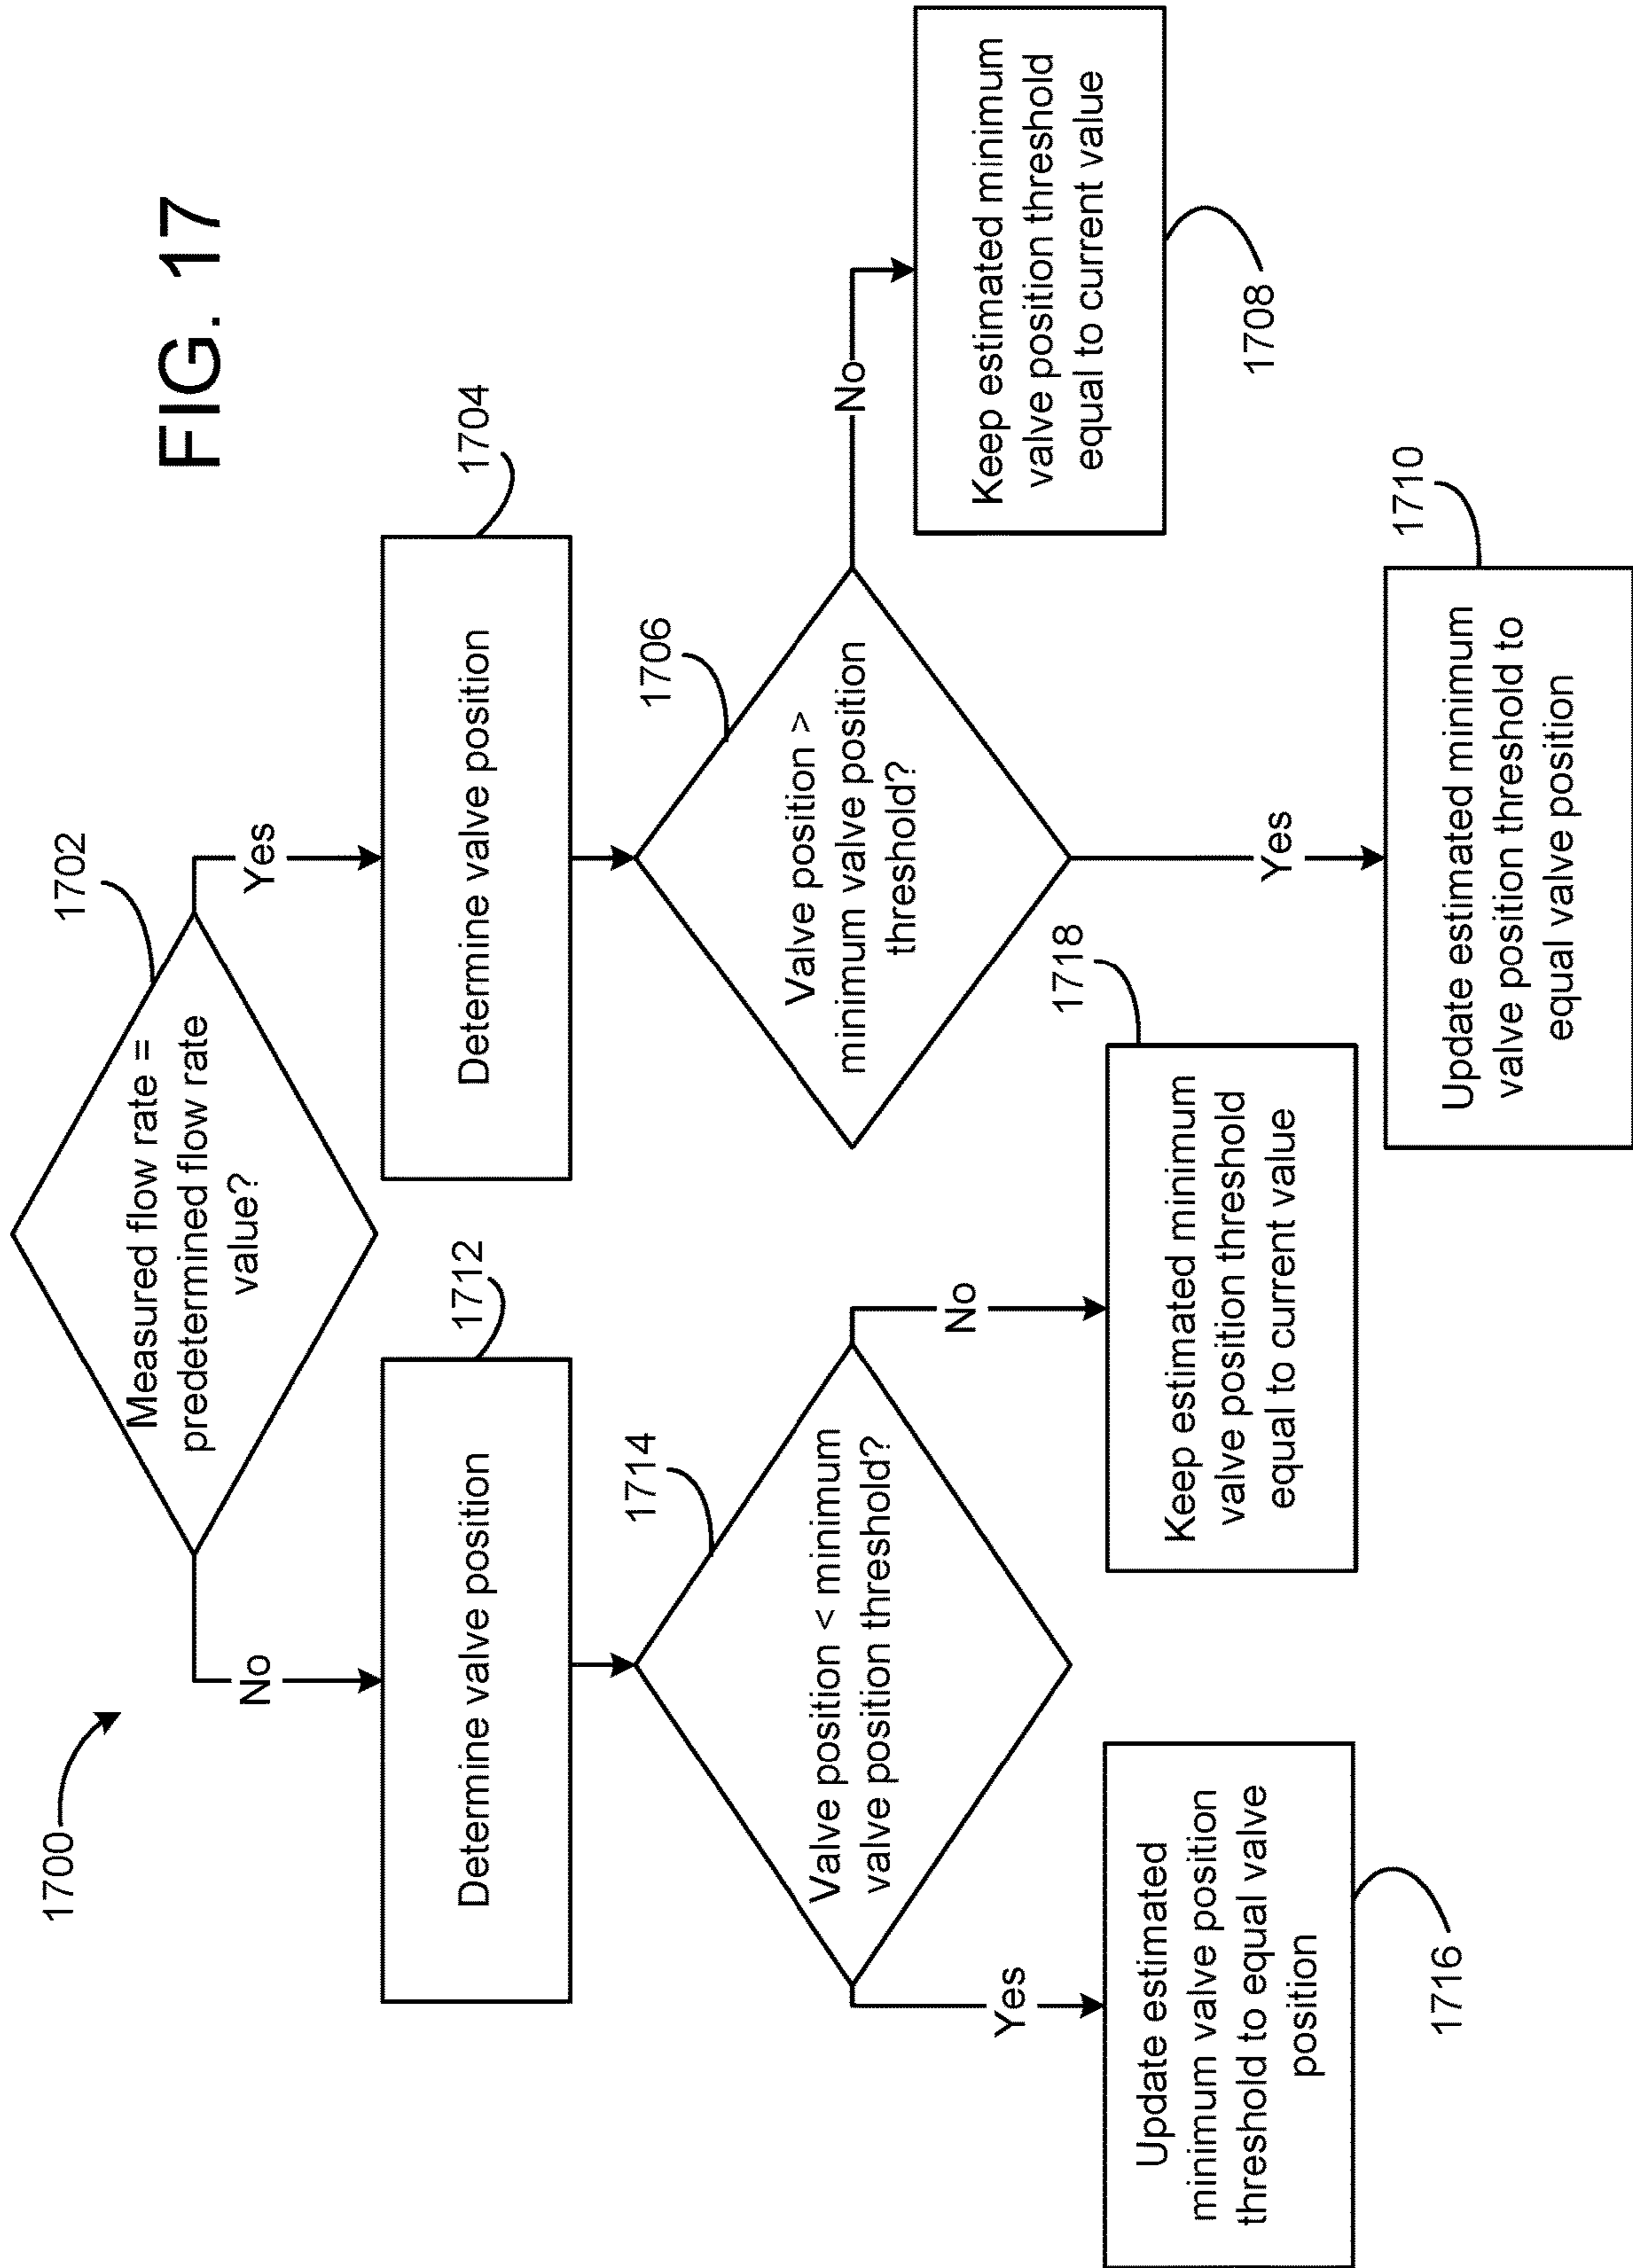 FIG. 17
1700
1702
Measured flow rate =
predetermined flow rate
value?
No
Yes
1712
Determine valve position
1704
Determine valve position
1714
Valve position < minimum
valve position threshold?
1706
Valve position >
minimum valve position
threshold?
Yes
No
No
Yes
Update estimated
minimum valve position
threshold to equal valve
position
1716
1718
Keep estimated minimum
valve position threshold
equal to current value
Keep estimated minimum
valve position threshold
equal to current value
1708
1710
Update estimated minimum
valve position threshold to
equal valve position